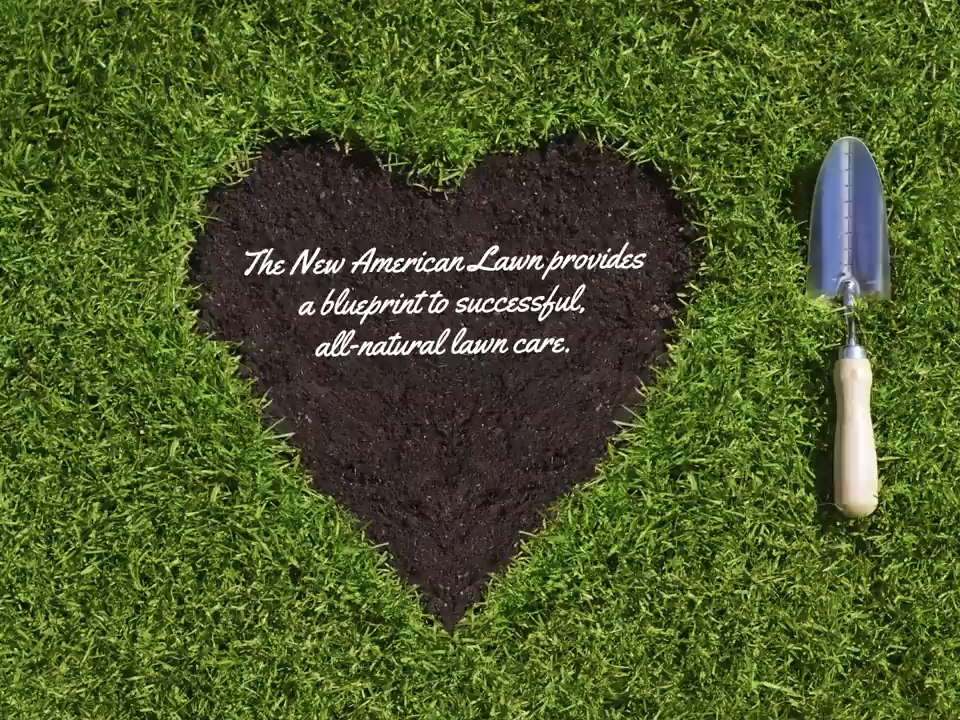 The New American Lawn provides
a blueprint to successful,
all-natural lawn care.